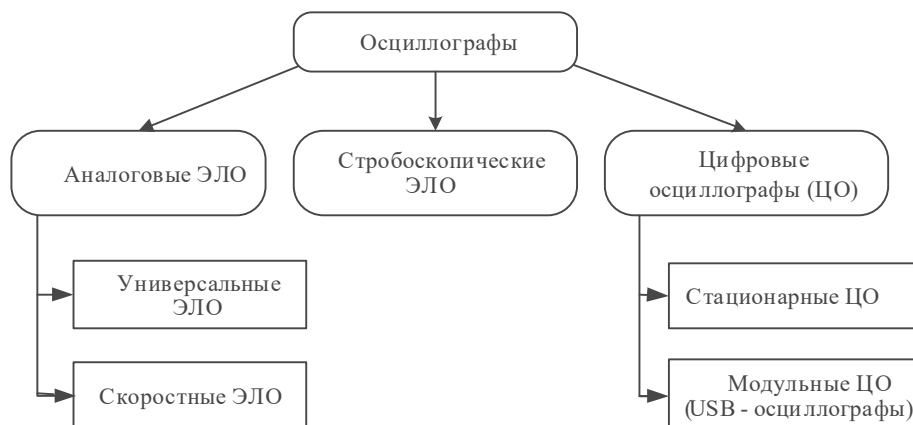 Осциллографы
Аналоговые ЭЛО
Стробоскопические
ЭЛО
Цифровые
осциллографы (ЦО)
Универсальные
ЭЛО
Скоростные ЭЛО
Стационарные ЦО
Модульные ЦО
(USB - осциллографы)